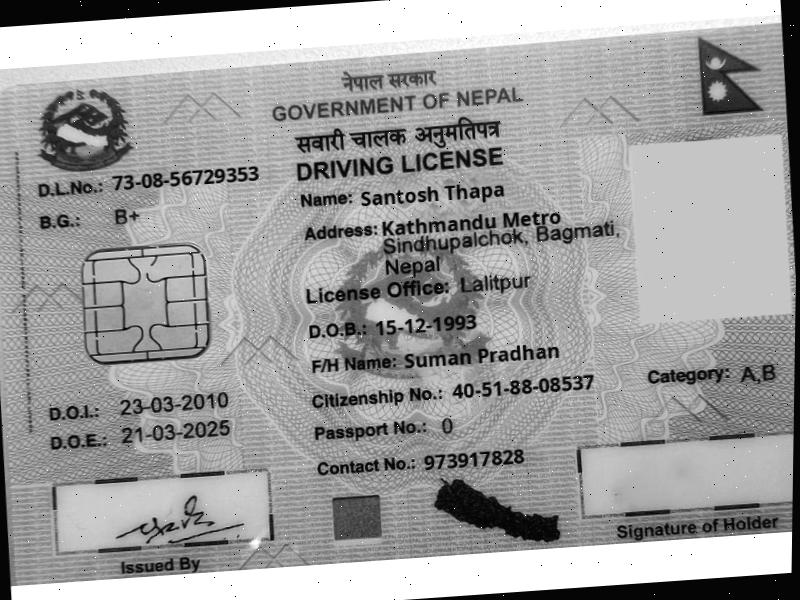 नेपाल सरकार
GOVERNMENT OF NEPAL
सवारी चालक अनुमतिपत्र
DRIVING LICENSE
D.L.No.: 73-08-56729353
B.G.: B+
Name: Santosh Thapa
Address: Kathmandu Metro
Sindhupalchok, Bagmati,
Nepal
License Office: Lalitpur
D.O.B.: 15-12-1993
F/H Name: Suman Pradhan
Citizenship No.: 40-51-88-08537
Category: A,B
Passport No.: 0
Contact No.: 973917828
D.O.I.: 23-03-2010
D.O.E.: 21-03-2025
Issued By
Signature of Holder